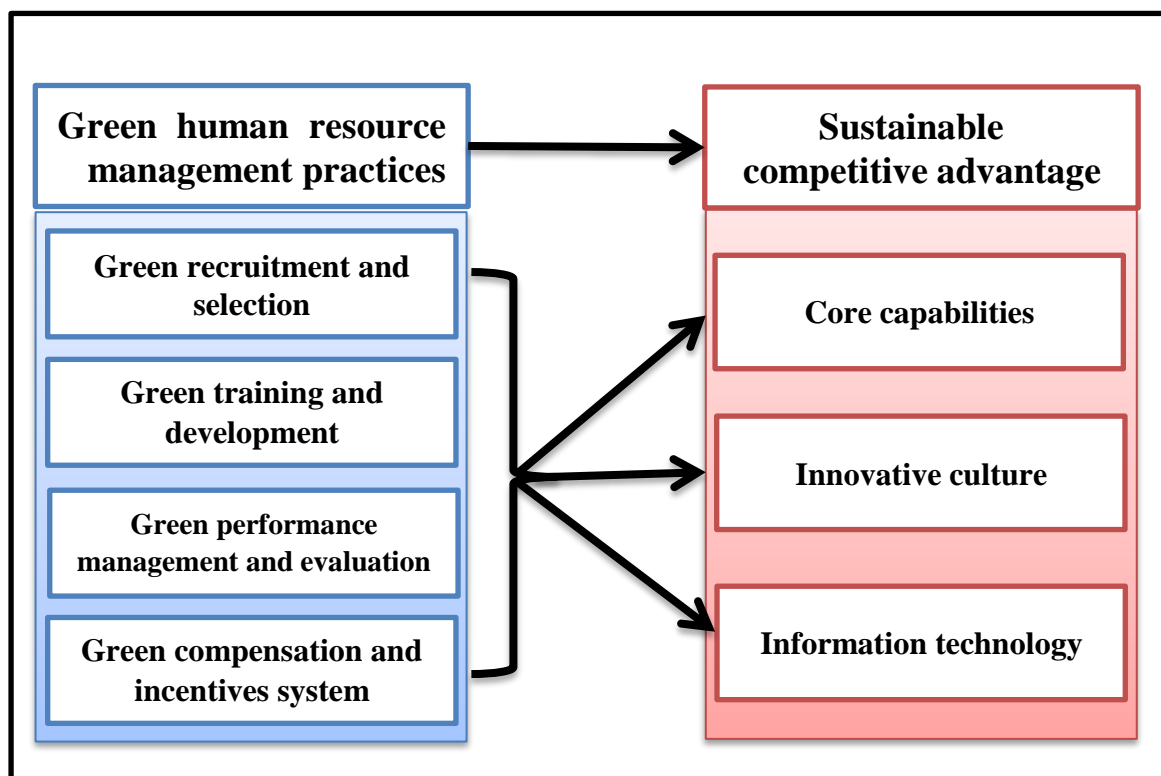 Green human resource
management practices
Green recruitment and
selection
Green training and
development
Green performance
management and evaluation
Green compensation and
incentives system
Sustainable
competitive advantage
Core capabilities
Innovative culture
Information technology